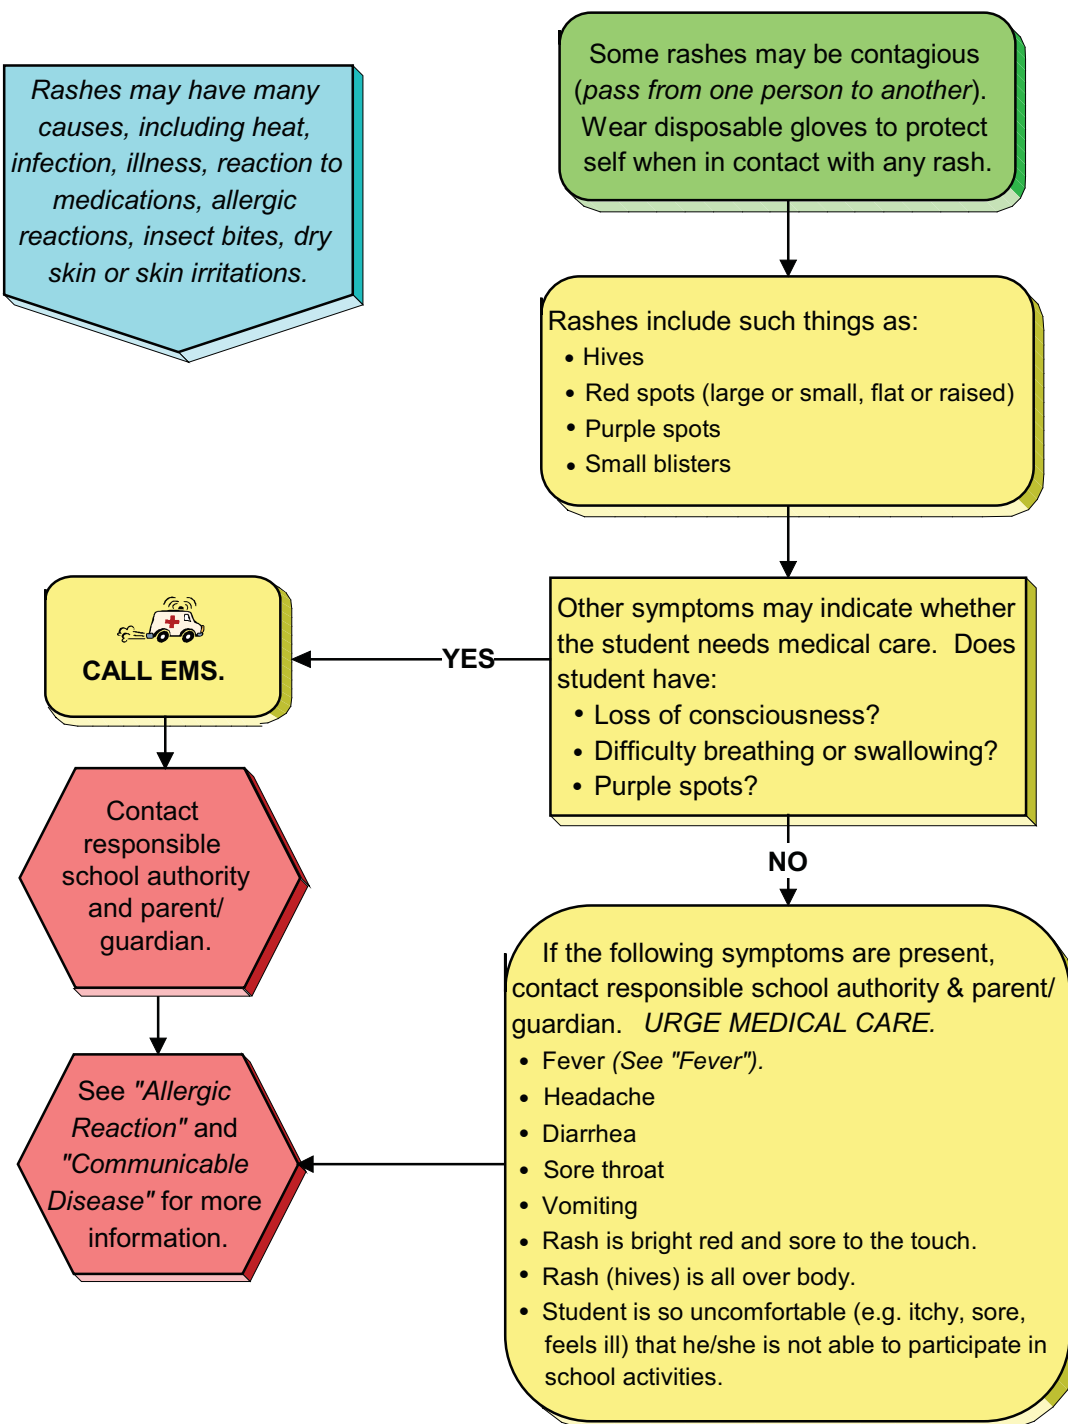 Rashes may have many
causes, including heat,
infection, illness, reaction to
medications, allergic
reactions, insect bites, dry
skin or skin irritations.
Some rashes may be contagious
(pass from one person to another).
Wear disposable gloves to protect
self when in contact with any rash.
Rashes include such things as:
• Hives
• Red spots (large or small, flat or raised)
• Purple spots
• Small blisters
Other symptoms may indicate whether
the student needs medical care.  Does
student have:
• Loss of consciousness?
• Difficulty breathing or swallowing?
• Purple spots?
YES
CALL EMS.
Contact
responsible
school authority
and parent/
guardian.
NO
If the following symptoms are present,
contact responsible school authority & parent/
guardian.   URGE MEDICAL CARE.
• Fever (See "Fever").
• Headache
• Diarrhea
• Sore throat
• Vomiting
• Rash is bright red and sore to the touch.
• Rash (hives) is all over body.
• Student is so uncomfortable (e.g. itchy, sore,
feels ill) that he/she is not able to participate in
school activities.
See "Allergic
Reaction" and
"Communicable
Disease" for more
information.